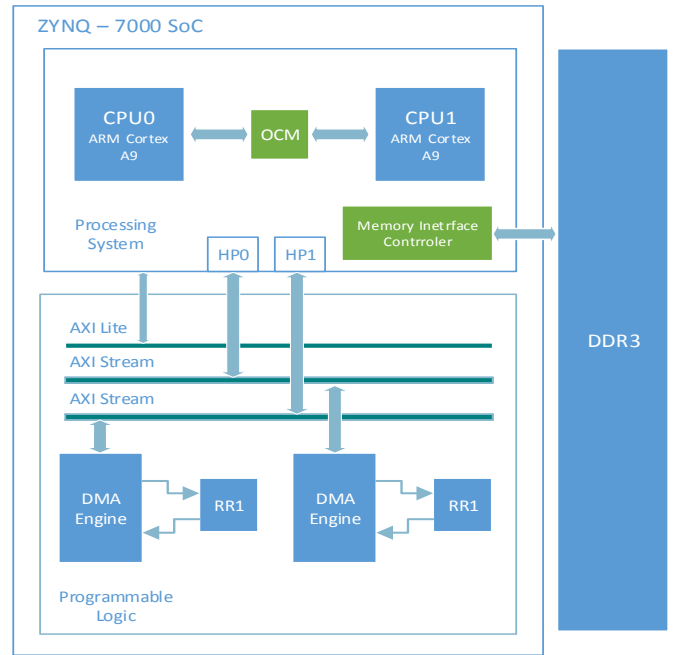 ZYNQ – 7000 SoC
CPU0
ARM Cortex
A9
OCM
CPU1
ARM Cortex
A9
Processing
System
HP0
HP1
Memory Inetrface
Contrroler
DDR3
AXI Lite
AXI Stream
AXI Stream
DMA
Engine
RR1
DMA
Engine
RR1
Programmable
Logic